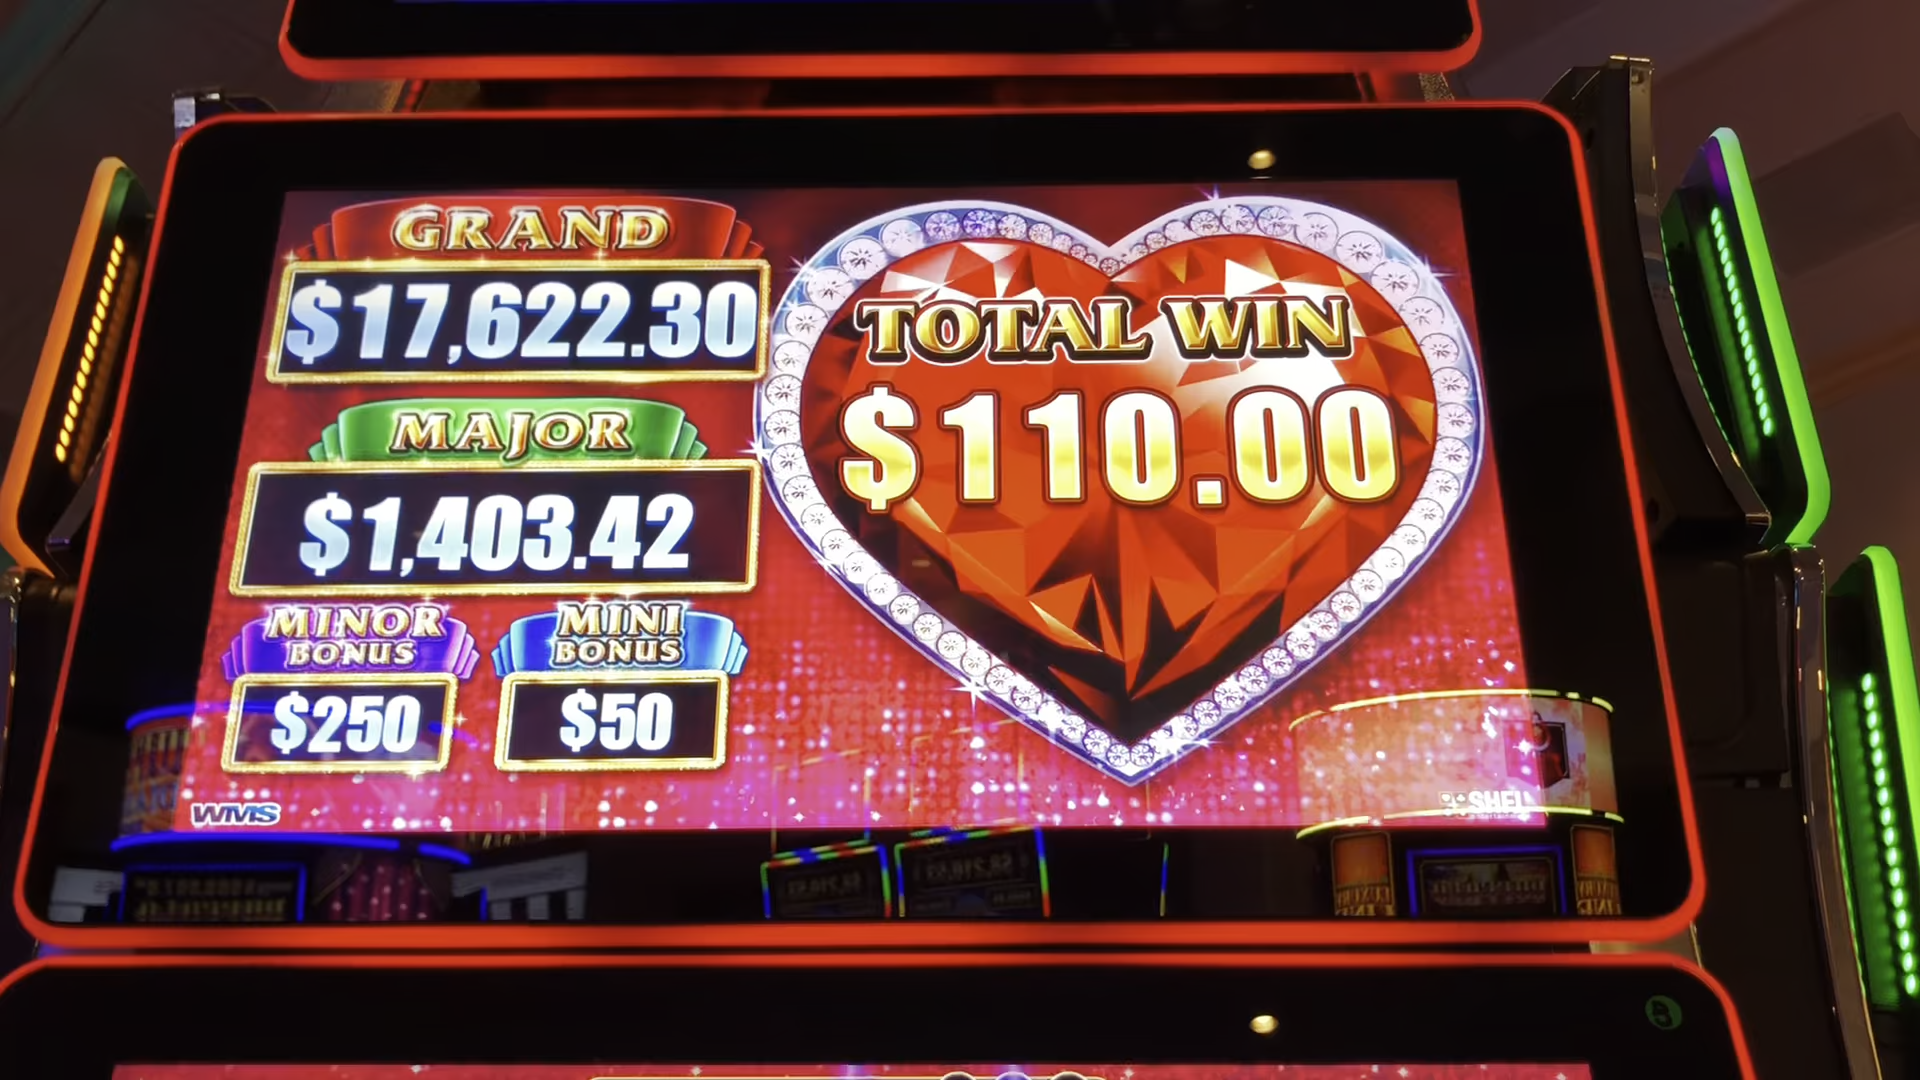 GRAND
$17,622.30
MAJOR
$1,403.42
MINOR
BONUS
$250
MINI
BONUS
$50
TOTAL WIN
$110.00
WMS